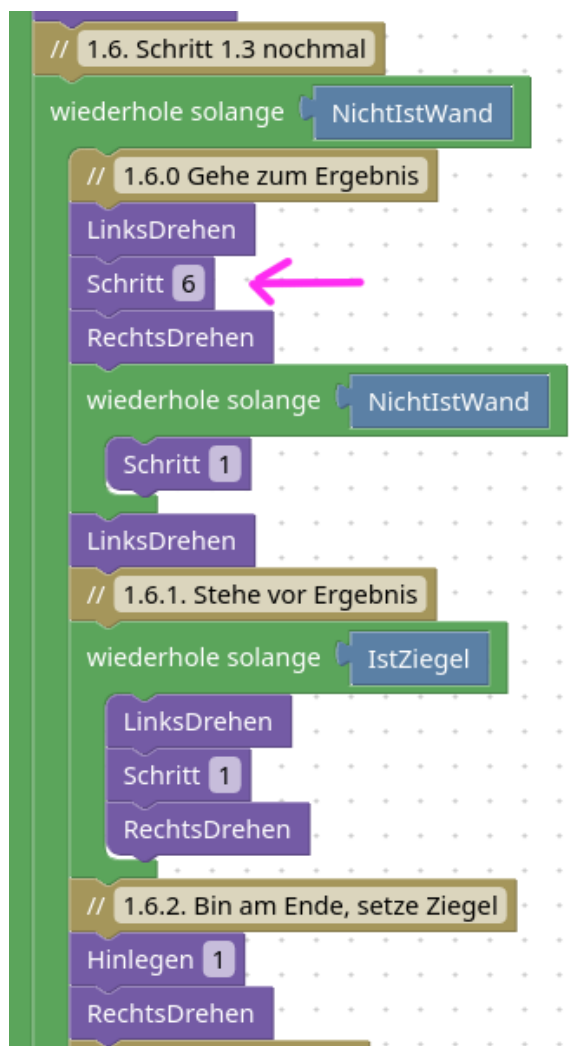 // 1.6. Schritt 1.3 nochmal
wiederhole solange NichtIstWand
// 1.6.0 Gehe zum Ergebnis
LinksDrehen
Schritt 6
RechtsDrehen
wiederhole solange NichtIstWand
Schritt 1
LinksDrehen
// 1.6.1. Stehe vor Ergebnis
wiederhole solange IstZiegel
LinksDrehen
Schritt 1
RechtsDrehen
// 1.6.2. Bin am Ende, setze Ziegel
Hinlegen 1
RechtsDrehen